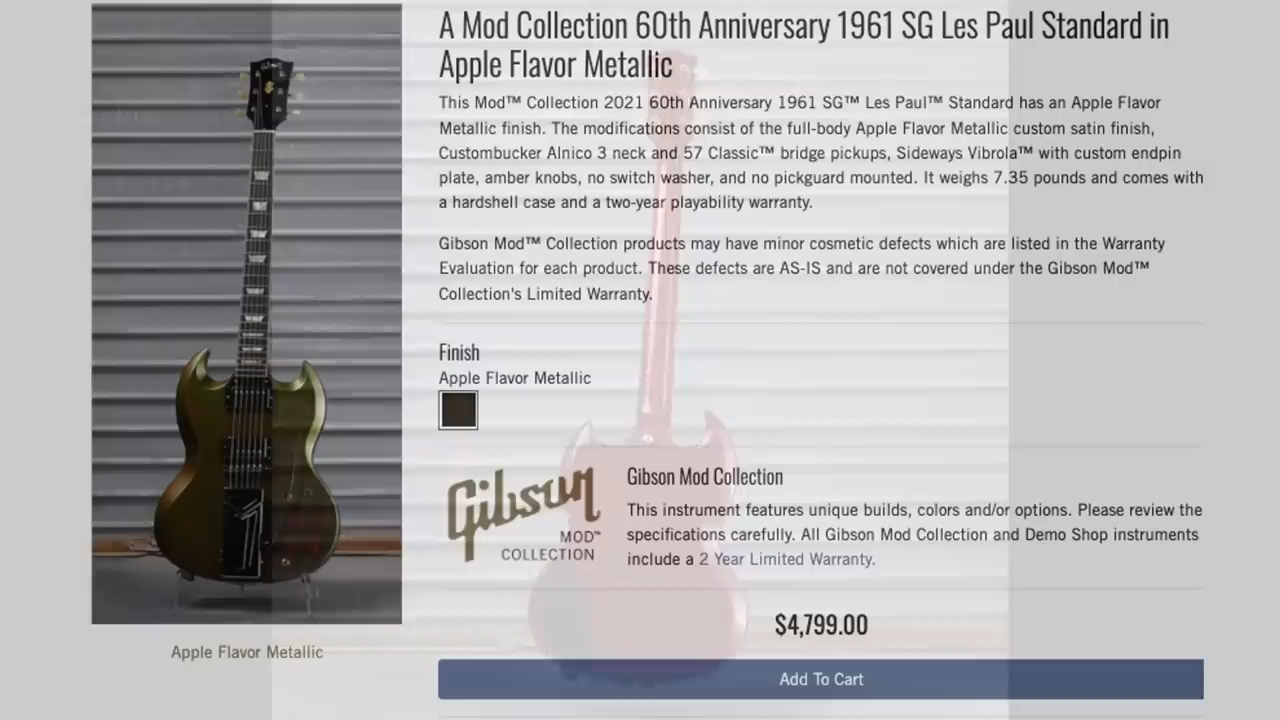 A Mod Collection 60th Anniversary 1961 SG Les Paul Standard in
Apple Flavor Metallic
This Mod™ Collection 2021 60th Anniversary 1961 SG™ Les Paul™ Standard has an Apple Flavor
Metallic finish. The modifications consist of the full-body Apple Flavor Metallic custom satin finish,
Custombucker Alnico 3 neck and 57 Classic™ bridge pickups, Sideways Vibrola™ with custom endpin
plate, amber knobs, no switch washer, and no pickguard mounted. It weighs 7.35 pounds and comes with
a hardshell case and a two-year playability warranty.
Gibson Mod™ Collection products may have minor cosmetic defects which are listed in the Warranty
Evaluation for each product. These defects are AS-IS and are not covered under the Gibson Mod™
Collection's Limited Warranty.
Finish
Apple Flavor Metallic
Gibson
MOD™
COLLECTION
Gibson Mod Collection
This instrument features unique builds, colors and/or options. Please review the
specifications carefully. All Gibson Mod Collection and Demo Shop instruments
include a 2 Year Limited Warranty.
$4,799.00
Add To Cart
Apple Flavor Metallic